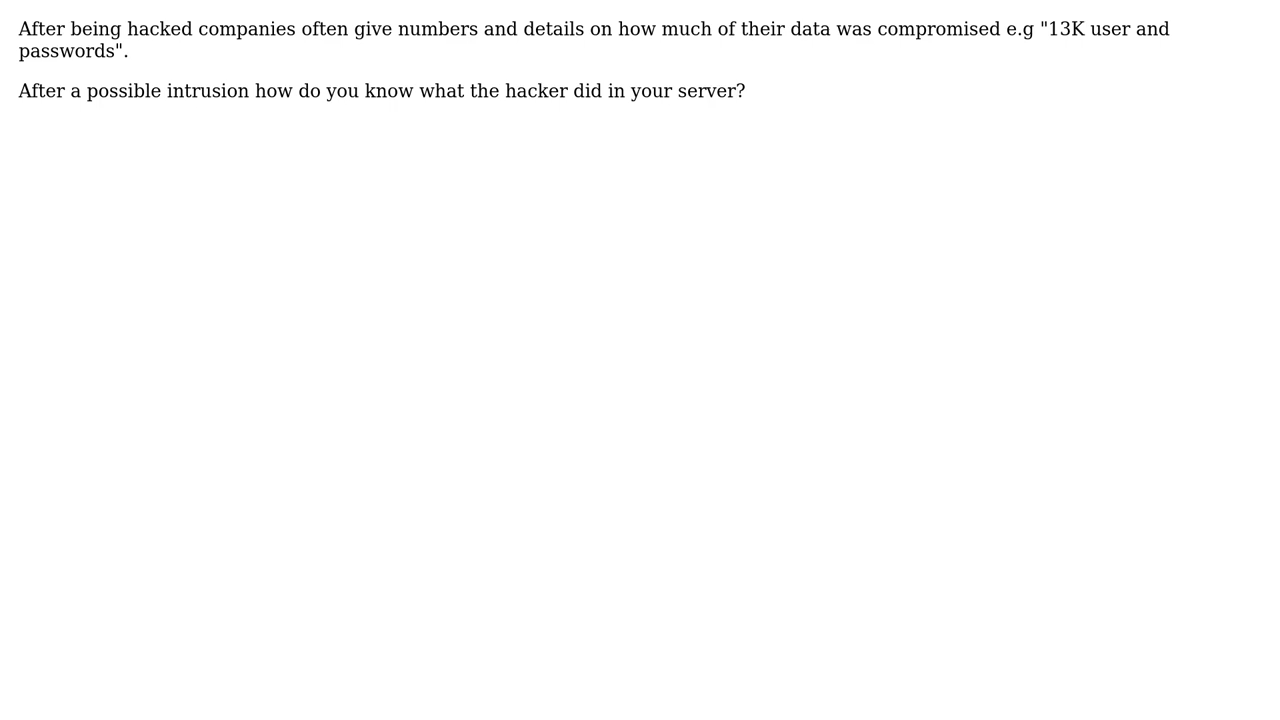 After being hacked companies often give numbers and details on how much of their data was compromised e.g "13K user and
passwords".
After a possible intrusion how do you know what the hacker did in your server?